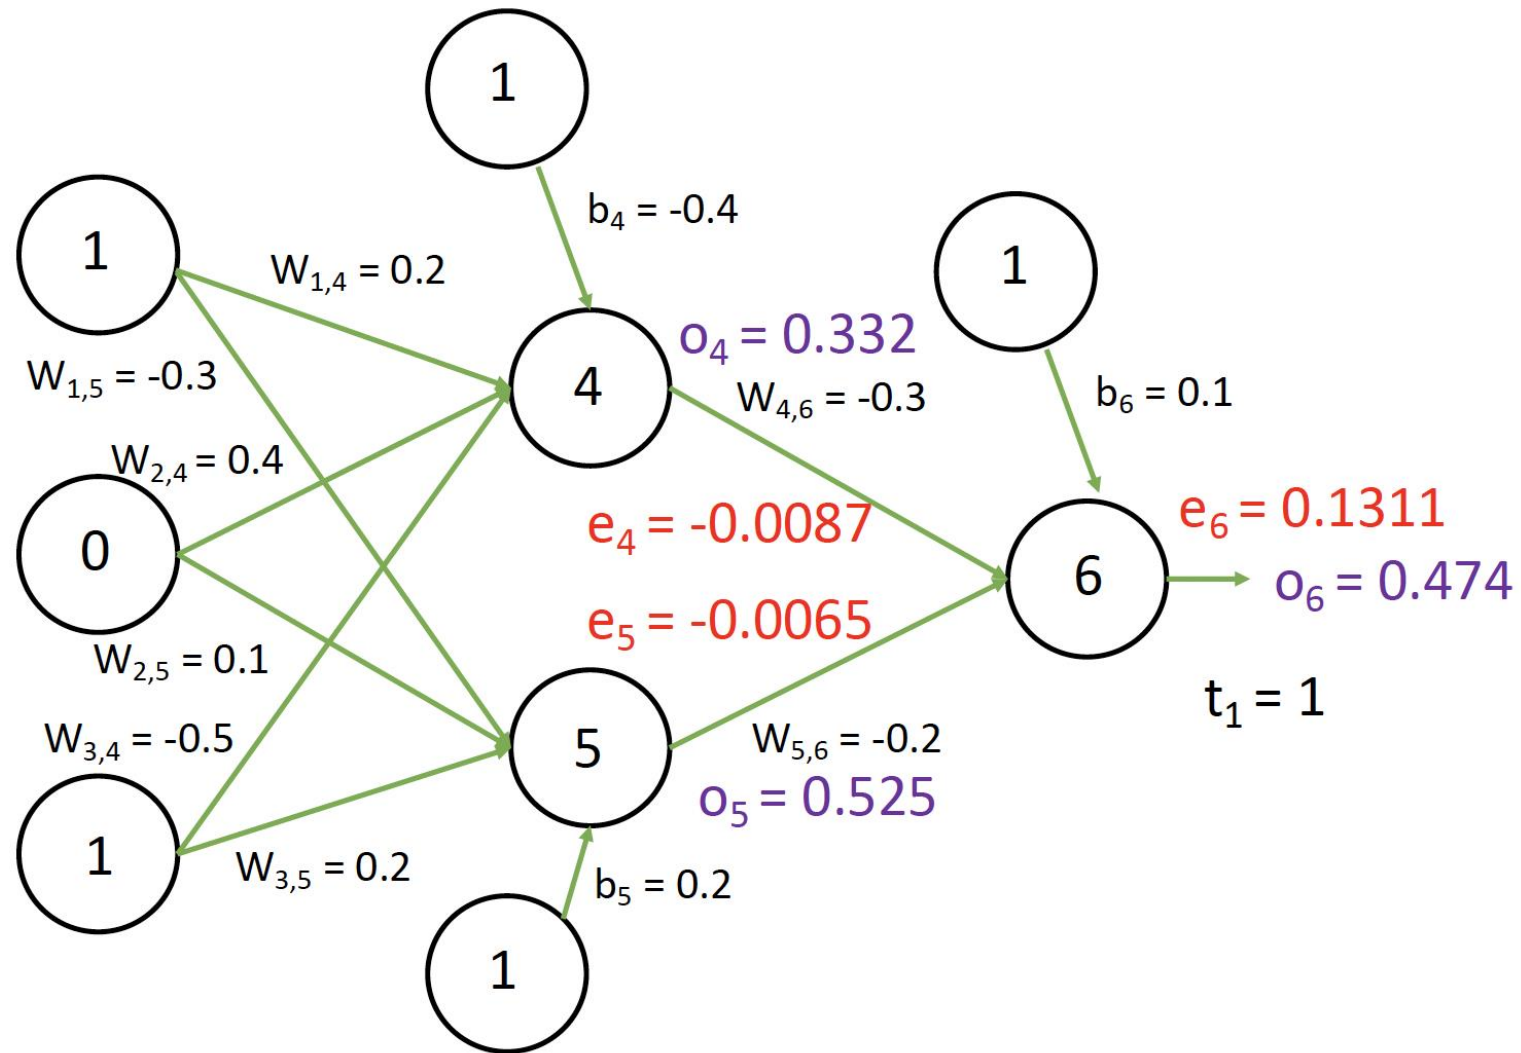 1
b₄ = -0.4
1
W₁,₄ = 0.2
1
o₄ = 0.332
W₁,₅ = -0.3
4
W₄,₆ = -0.3
b₆ = 0.1
W₂,₄ = 0.4
e₄ = -0.0087
e₆ = 0.1311
0
6
o₆ = 0.474
e₅ = -0.0065
W₂,₅ = 0.1
t₁ = 1
W₃,₄ = -0.5
5
W₅,₆ = -0.2
o₅ = 0.525
1
W₃,₅ = 0.2
b₅ = 0.2
1